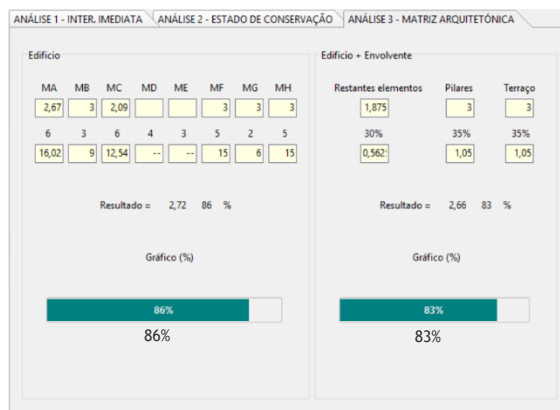 ANÁLISE 1 - INTER. IMEDIATA ANÁLISE 2 - ESTADO DE CONSERVAÇÃO ANÁLISE 3 - MATRIZ ARQUITETÓNICA
Edificio
MA MB MC MD ME MF MG MH
2,67 3 2,09 3 3 3
6 3 6 4 3 5 2 5
16,02 9 12,54 -- -- 15 6 15
Resultado = 2,72 86 %
Gráfico (%)
86%
86%
Edificio + Envolvente
Restantes elementos Pilares Terraço
1,875 3 3
30% 35% 35%
0,562 1,05 1,05
Resultado = 2,66 83 %
Gráfico (%)
83%
83%